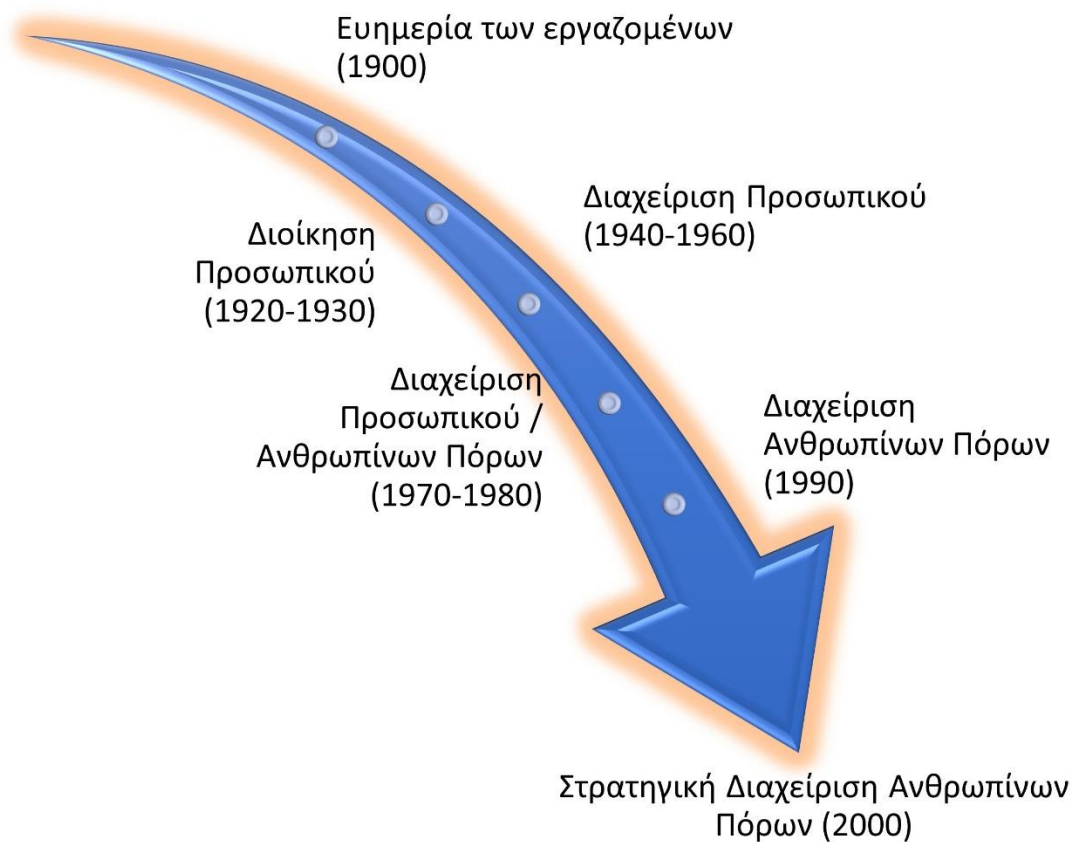 Ευημερία των εργαζομένων
(1900)
Διοίκηση
Προσωπικού
(1920-1930)
Διαχείριση Προσωπικού
(1940-1960)
Διαχείριση
Προσωπικού /
Ανθρωπίνων Πόρων
(1970-1980)
Διαχείριση
Ανθρωπίνων Πόρων
(1990)
Στρατηγική Διαχείριση Ανθρωπίνων
Πόρων (2000)